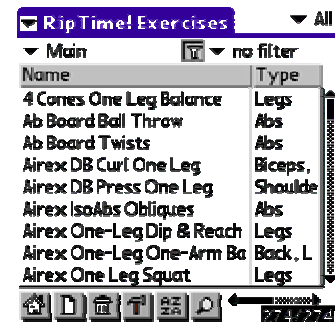 RipTime! Exercises All
Main no filter
Name Type
4 Cones One Leg Balance Legs
Ab Board Ball Throw Abs
Ab Board Twists Abs
Airex DB Curl One Leg Biceps,
Airex DB Press One Leg Shoulde
Airex IsoAbs Obliques Abs
Airex One-Leg Dip & Reach Legs
Airex One-Leg One-Arm Ba Back, L
Airex One Leg Squat Legs
274/274